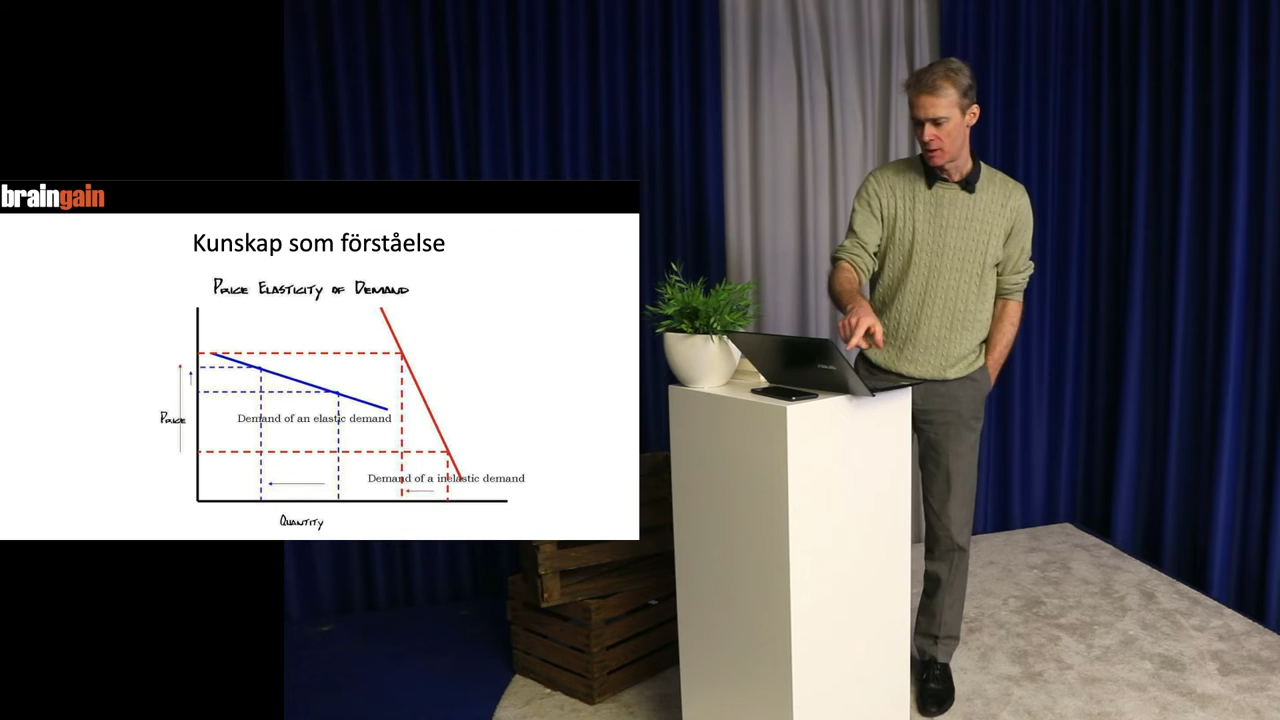 braingain
Kunskap som förståelse
Price Elasticity of Demand
Price
Demand of an elastic demand
Demand of a inelastic demand
Quantity
ASUS